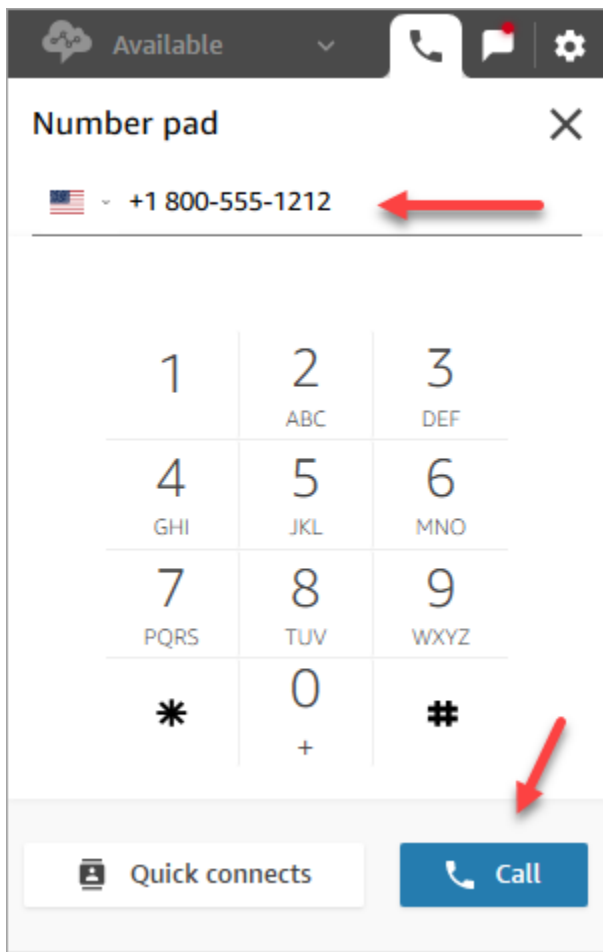 Available
Number pad
+1 800-555-1212
1 2 3
ABC DEF
4 5 6
GHI JKL MNO
7 8 9
PQRS TUV WXYZ
* 0 #
+
Quick connects Call